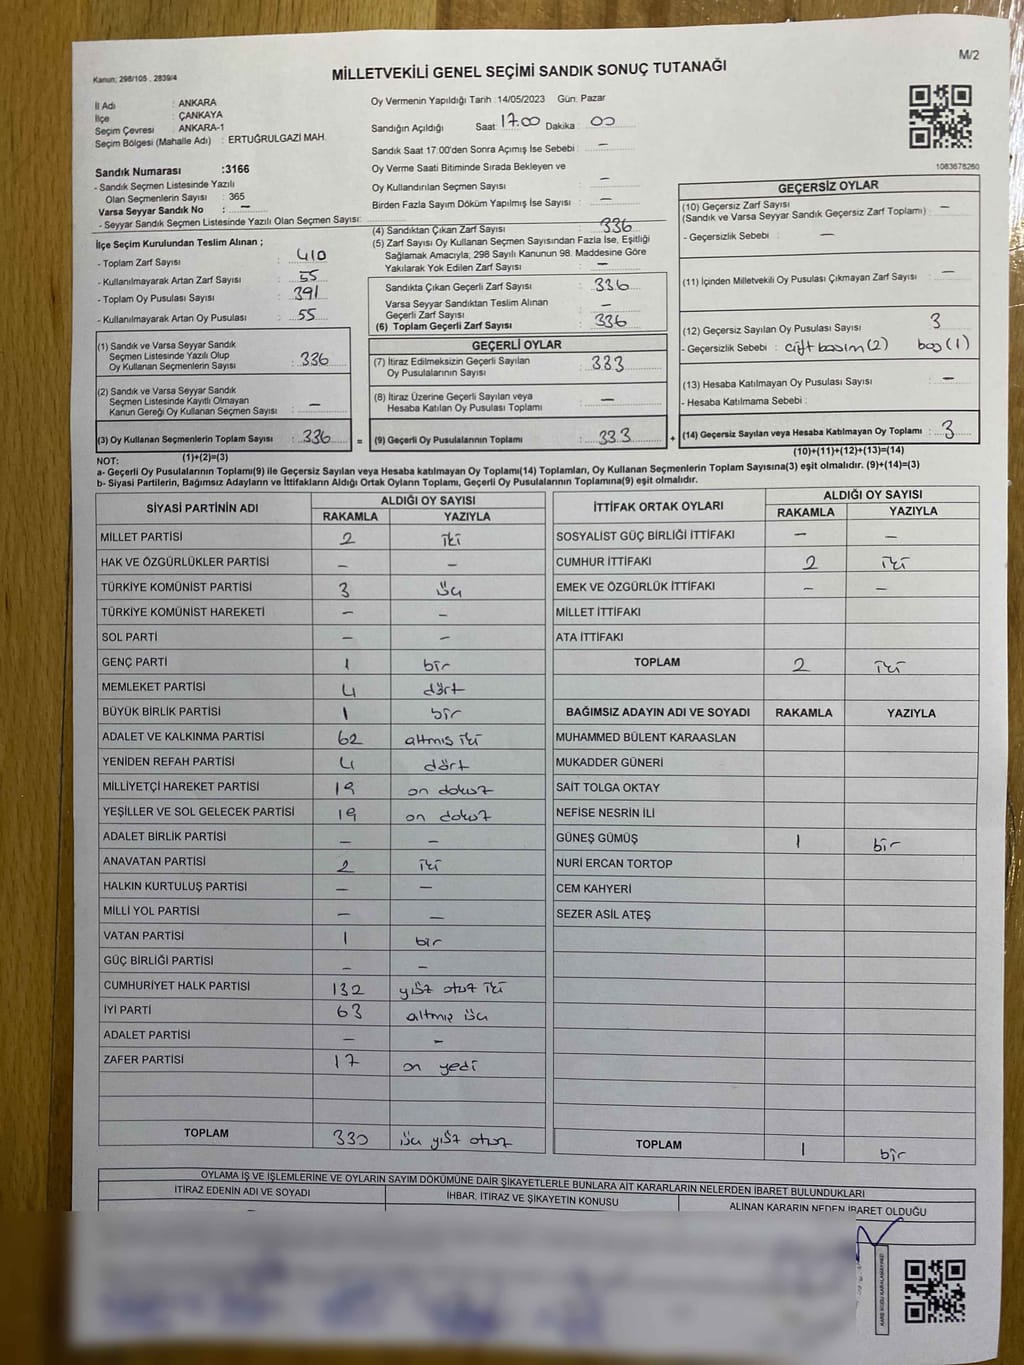 M/2
Kanun; 298/105 , 2839/4
MİLLETVEKİLİ GENEL SEÇİMİ SANDIK SONUÇ TUTANAĞI
İl Adı : ANKARA
İlçe : ÇANKAYA
Seçim Çevresi : ANKARA-1
Seçim Bölgesi (Mahalle Adı) : ERTUĞRULGAZİ MAH.
Sandık Numarası :3166
- Sandık Seçmen Listesinde Yazılı
Olan Seçmenlerin Sayısı : 365
Varsa Seyyar Sandık No : –
- Seyyar Sandık Seçmen Listesinde Yazılı Olan Seçmen Sayısı:
İlçe Seçim Kurulundan Teslim Alınan ;
- Toplam Zarf Sayısı : 410
- Kullanılmayarak Artan Zarf Sayısı : 55
- Toplam Oy Pusulası Sayısı : 391
- Kullanılmayarak Artan Oy Pusulası : 55
(1) Sandık ve Varsa Seyyar Sandık
Seçmen Listesinde Yazılı Olup
Oy Kullanan Seçmenlerin Sayısı : 336
(2) Sandık ve Varsa Seyyar Sandık
Seçmen Listesinde Kayıtlı Olmayan
Kanun Gereği Oy Kullanan Seçmen Sayısı : –
(3) Oy Kullanan Seçmenlerin Toplam Sayısı : 336
(1)+(2)=(3)
Oy Vermenin Yapıldığı Tarih : 14/05/2023 Gün: Pazar
Sandığın Açıldığı Saat 17.00 Dakika : 00
Sandık Saat 17:00'den Sonra Açımış İse Sebebi : –
Oy Verme Saati Bitiminde Sırada Bekleyen ve
Oy Kullandırılan Seçmen Sayısı : –
Birden Fazla Sayım Döküm Yapılmış İse Sayısı : –
(4) Sandıktan Çıkan Zarf Sayısı : 336
(5) Zarf Sayısı Oy Kullanan Seçmen Sayısından Fazla İse, Eşitliği
Sağlamak Amacıyla; 298 Sayılı Kanunun 98. Maddesine Göre
Yakılarak Yok Edilen Zarf Sayısı : –
Sandıkta Çıkan Geçerli Zarf Sayısı : 336
Varsa Seyyar Sandıktan Teslim Alınan
Geçerli Zarf Sayısı : –
(6) Toplam Geçerli Zarf Sayısı : 336
GEÇERLİ OYLAR
(7) İtiraz Edilmeksizin Geçerli Sayılan
Oy Pusulalarının Sayısı : 333
(8) İtiraz Üzerine Geçerli Sayılan veya
Hesaba Katılan Oy Pusulası Toplamı : –
= (9) Geçerli Oy Pusulalarının Toplamı : 333
1083678260
GEÇERSİZ OYLAR
(10) Geçersiz Zarf Sayısı : –
(Sandık ve Varsa Seyyar Sandık Geçersiz Zarf Toplamı)
- Geçersizlik Sebebi : –
(11) İçinden Milletvekili Oy Pusulası Çıkmayan Zarf Sayısı : –
(12) Geçersiz Sayılan Oy Pusulası Sayısı : 3
- Geçersizlik Sebebi : çift basım (2) boş (1)
(13) Hesaba Katılmayan Oy Pusulası Sayısı : –
- Hesaba Katılmama Sebebi :
+ (14) Geçersiz Sayılan veya Hesaba Katılmayan Oy Toplamı : 3
(10)+(11)+(12)+(13)=(14)
NOT:
a- Geçerli Oy Pusulalarının Toplamı(9) ile Geçersiz Sayılan veya Hesaba katılmayan Oy Toplamı(14) Toplamları, Oy Kullanan Seçmenlerin Toplam Sayısına(3) eşit olmalıdır. (9)+(14)=(3)
b- Siyasi Partilerin, Bağımsız Adayların ve İttifakların Aldığı Ortak Oyların Toplamı, Geçerli Oy Pusulalarının Toplamına(9) eşit olmalıdır.
SİYASİ PARTİNİN ADI ALDIĞI OY SAYISI
RAKAMLA YAZIYLA
MİLLET PARTİSİ 2 iki
HAK VE ÖZGÜRLÜKLER PARTİSİ – –
TÜRKİYE KOMÜNİST PARTİSİ 3 üç
TÜRKİYE KOMÜNİST HAREKETİ – –
SOL PARTİ – –
GENÇ PARTİ 1 bir
MEMLEKET PARTİSİ 4 dört
BÜYÜK BİRLİK PARTİSİ 1 bir
ADALET VE KALKINMA PARTİSİ 62 altmış iki
YENİDEN REFAH PARTİSİ 4 dört
MİLLİYETÇİ HAREKET PARTİSİ 19 on dokuz
YEŞİLLER VE SOL GELECEK PARTİSİ 19 on dokuz
ADALET BİRLİK PARTİSİ – –
ANAVATAN PARTİSİ 2 iki
HALKIN KURTULUŞ PARTİSİ – –
MİLLİ YOL PARTİSİ – –
VATAN PARTİSİ 1 bir
GÜÇ BİRLİĞİ PARTİSİ – –
CUMHURİYET HALK PARTİSİ 132 yüz otuz iki
İYİ PARTİ 63 altmış üç
ADALET PARTİSİ – –
ZAFER PARTİSİ 17 on yedi
TOPLAM 330 üç yüz otuz
İTTİFAK ORTAK OYLARI ALDIĞI OY SAYISI
RAKAMLA YAZIYLA
SOSYALİST GÜÇ BİRLİĞİ İTTİFAKI – –
CUMHUR İTTİFAKI 2 iki
EMEK VE ÖZGÜRLÜK İTTİFAKI – –
MİLLET İTTİFAKI
ATA İTTİFAKI
TOPLAM 2 iki
BAĞIMSIZ ADAYIN ADI VE SOYADI RAKAMLA YAZIYLA
MUHAMMED BÜLENT KARAASLAN
MUKADDER GÜNERİ
SAİT TOLGA OKTAY
NEFİSE NESRİN İLİ
GÜNEŞ GÜMÜŞ 1 bir
NURİ ERCAN TORTOP
CEM KAHYERİ
SEZER ASİL ATEŞ
TOPLAM 1 bir
OYLAMA İŞ VE İŞLEMLERİNE VE OYLARIN SAYIM DÖKÜMÜNE DAİR ŞİKAYETLERLE BUNLARA AİT KARARLARIN NELERDEN İBARET BULUNDUKLARI
İTİRAZ EDENİN ADI VE SOYADI İHBAR, İTİRAZ VE ŞİKAYETİN KONUSU ALINAN KARARIN NEDEN İBARET OLDUĞU